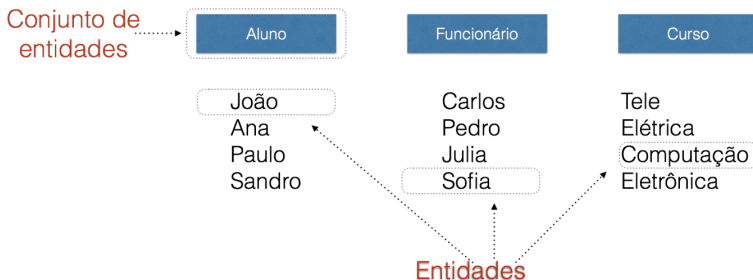 Conjunto de
entidades
Aluno
Funcionário
Curso
João
Ana
Paulo
Sandro
Carlos
Pedro
Julia
Sofia
Tele
Elétrica
Computação
Eletrônica
Entidades